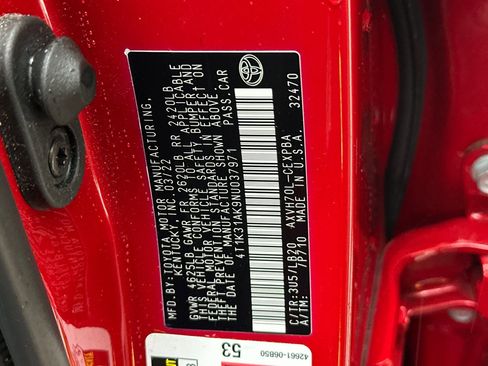 MFD.BY:TOYOTA MOTOR MANUFACTURING,
KENTUCKY, INC. 03/22
GVWR 4625LB GAWR FR 2620LB RR 2420LB
THIS VEHICLE CONFORMS TO ALL APPLICABLE
FEDERAL MOTOR VEHICLE SAFETY, BUMPER, AND
THEFT PREVENTION STANDARDS IN EFFECT ON
THE DATE OF MANUFACTURE SHOWN ABOVE.
4T1K31AK9NU037971 PASS.CAR
C/TR:3U5/LB20 AXVH70L-CEXPBA 32470
A/TM: /P710 MADE IN U.S.A.
42661-06B50
53